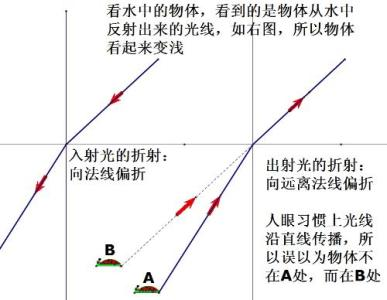 看水中的物体，看到的是物体从水中
反射出来的光线，如右图，所以物体
看起来变浅
入射光的折射：
向法线偏折
出射光的折射：
向远离法线偏折
人眼习惯上光线
沿直线传播，所
以误以为物体不
在A处，而在B处
B
A